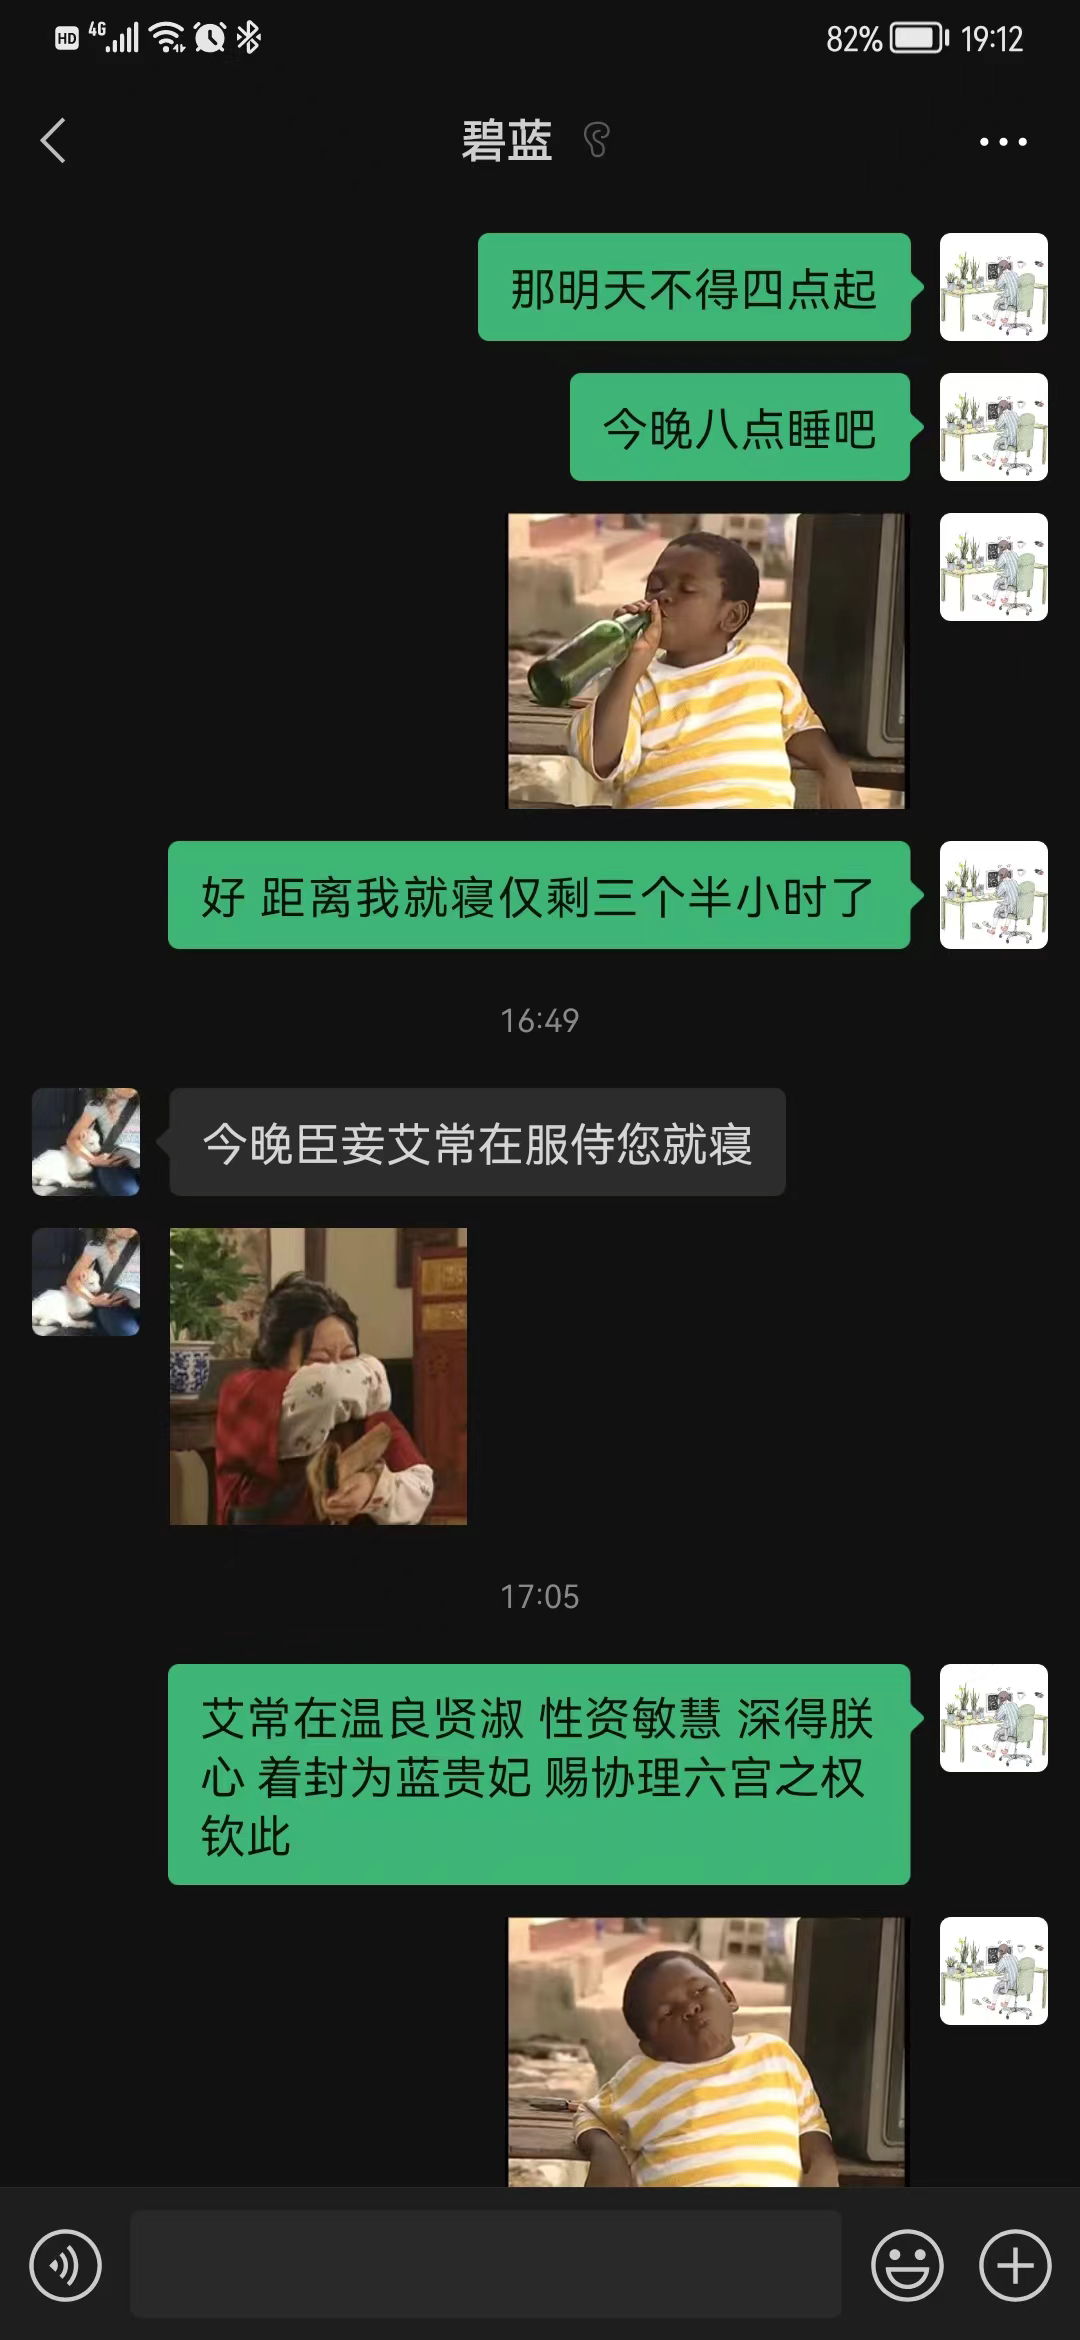 HD 4G 82% 19:12
碧蓝
那明天不得四点起
今晚八点睡吧
好 距离我就寝仅剩三个半小时了
16:49
今晚臣妾艾常在服侍您就寝
17:05
艾常在温良贤淑 性资敏慧 深得朕
心 着封为蓝贵妃 赐协理六宫之权
钦此